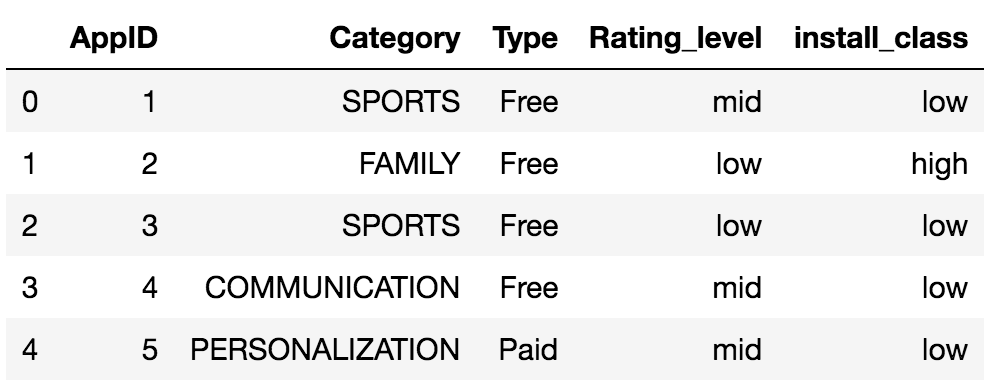 AppID Category Type Rating_level install_class
0 1 SPORTS Free mid low
1 2 FAMILY Free low high
2 3 SPORTS Free low low
3 4 COMMUNICATION Free mid low
4 5 PERSONALIZATION Paid mid low